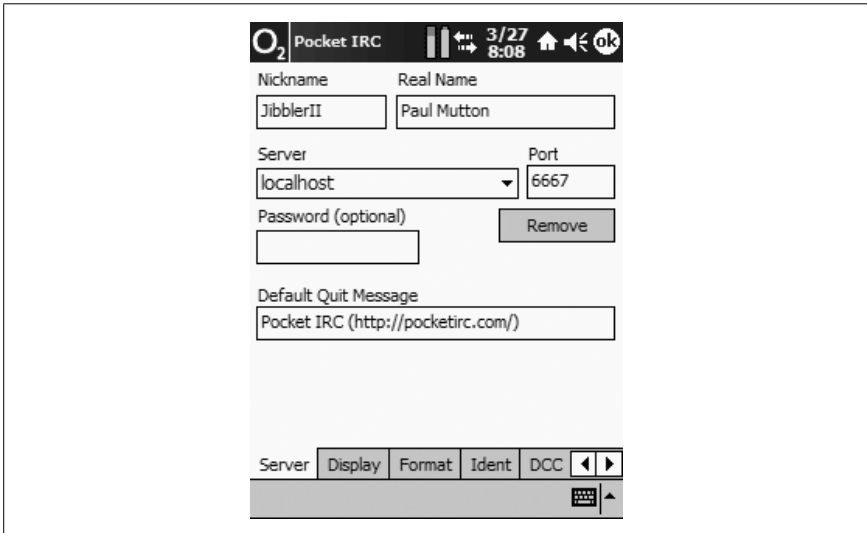 O2 Pocket IRC 3/27 8:08 ok
Nickname Real Name
JibblerII Paul Mutton
Server Port
localhost 6667
Password (optional)
Remove
Default Quit Message
Pocket IRC (http://pocketirc.com/)
Server Display Format Ident DCC